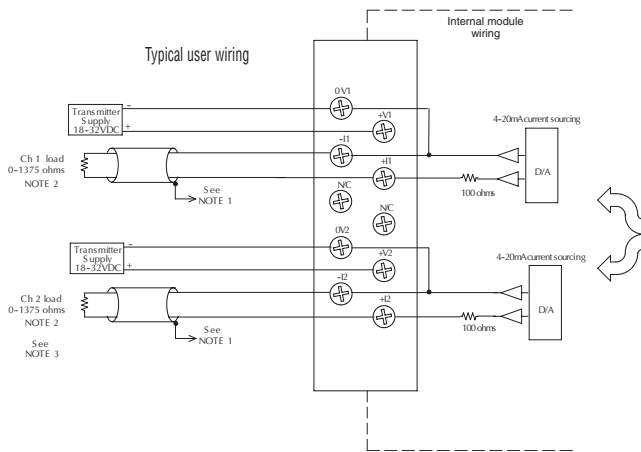 Internal module
wiring
Typical user wiring
0V1
-
Transmitter
Supply
18-32VDC
+
+V1
4-20mA current sourcing
-I1
Ch 1 load
0-1375 ohms
NOTE 2
+I1
D/A
See
NOTE 1
100 ohms
N/C
N/C
0V2
-
Transmitter
Supply
18-32VDC
+
+V2
4-20mA current sourcing
-I2
Ch 2 load
0-1375 ohms
NOTE 2
+I2
D/A
See
NOTE 1
100 ohms
See
NOTE 3